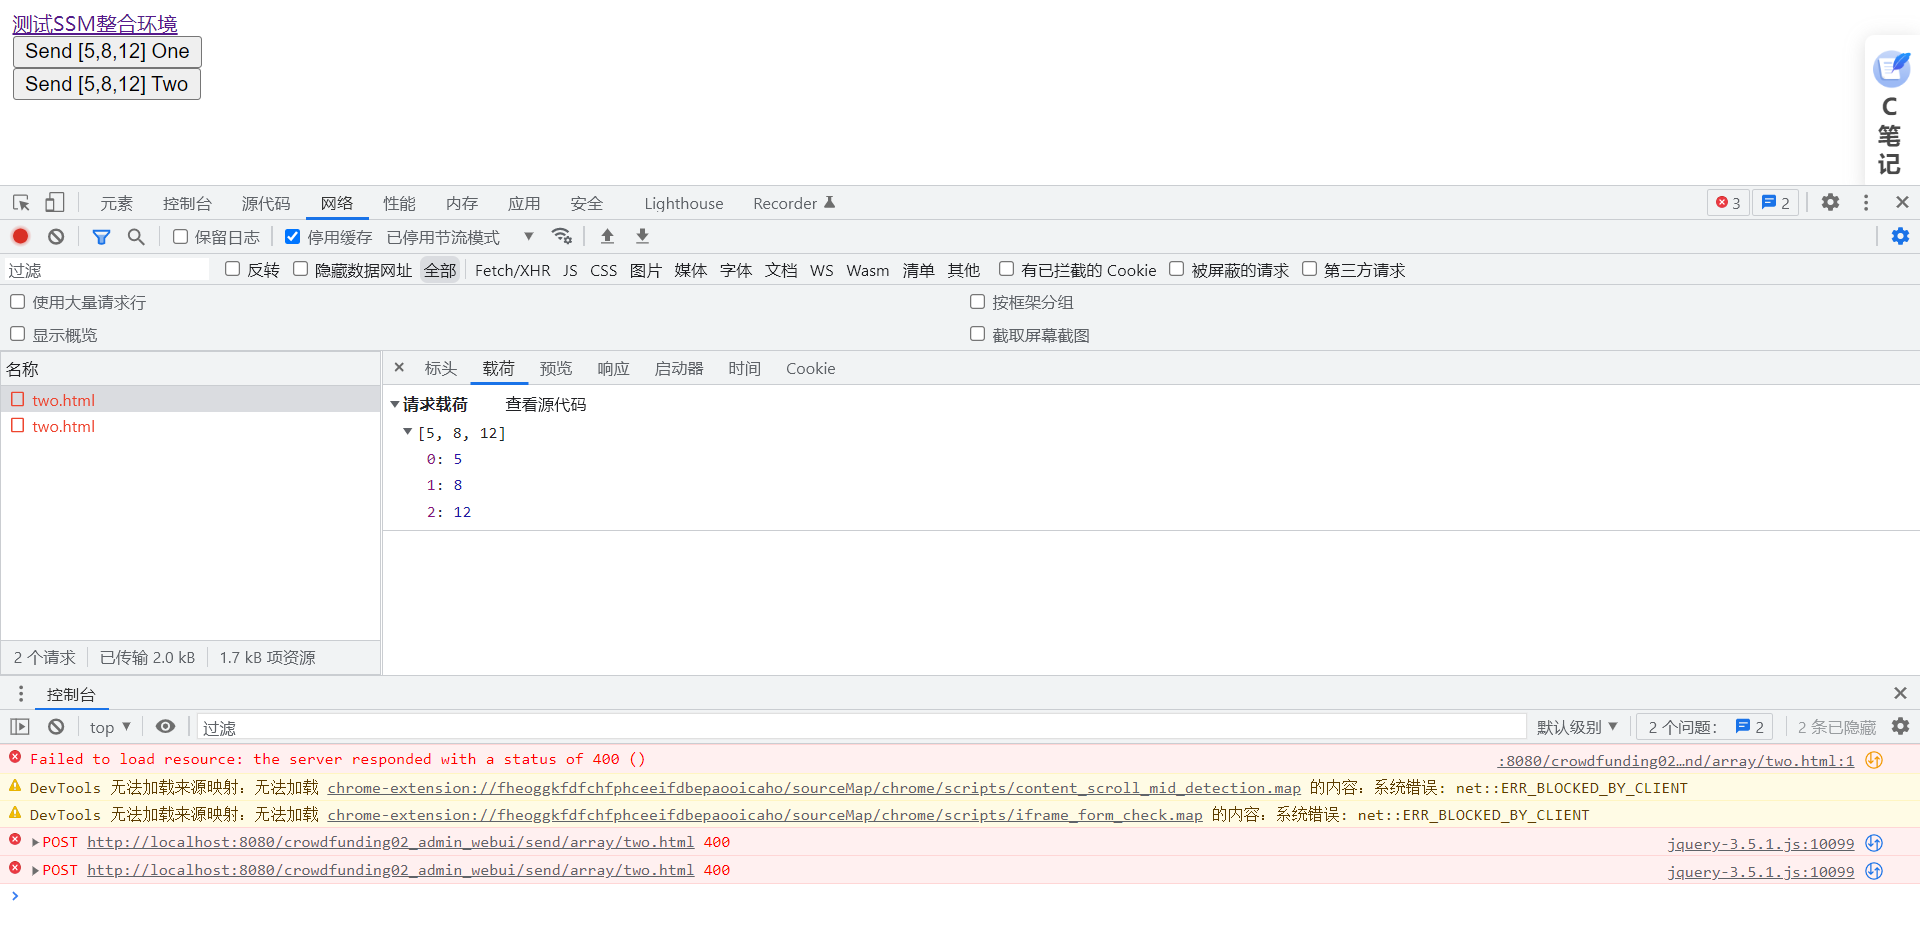 测试SSM整合环境
Send [5,8,12] One
Send [5,8,12] Two
C
笔
记
元素 控制台 源代码 网络 性能 内存 应用 安全 Lighthouse Recorder 3 2
保留日志 停用缓存 已停用节流模式
过滤 反转 隐藏数据网址 全部 Fetch/XHR JS CSS 图片 媒体 字体 文档 WS Wasm 清单 其他 有已拦截的 Cookie 被屏蔽的请求 第三方请求
使用大量请求行 按框架分组
显示概览 截取屏幕截图
名称 标头 载荷 预览 响应 启动器 时间 Cookie
two.html
two.html
请求载荷 查看源代码
[5, 8, 12]
0: 5
1: 8
2: 12
2 个请求 已传输 2.0 kB 1.7 kB 项资源
控制台
top 过滤 默认级别 2 个问题: 2 2 条已隐藏
Failed to load resource: the server responded with a status of 400 () :8080/crowdfunding02…nd/array/two.html:1
DevTools 无法加载来源映射: 无法加载 chrome-extension://fheoggkfdfchfphceeifdbepaooicaho/sourceMap/chrome/scripts/content_scroll_mid_detection.map 的内容: 系统错误: net::ERR_BLOCKED_BY_CLIENT
DevTools 无法加载来源映射: 无法加载 chrome-extension://fheoggkfdfchfphceeifdbepaooicaho/sourceMap/chrome/scripts/iframe_form_check.map 的内容: 系统错误: net::ERR_BLOCKED_BY_CLIENT
POST http://localhost:8080/crowdfunding02_admin_webui/send/array/two.html 400 jquery-3.5.1.js:10099
POST http://localhost:8080/crowdfunding02_admin_webui/send/array/two.html 400 jquery-3.5.1.js:10099